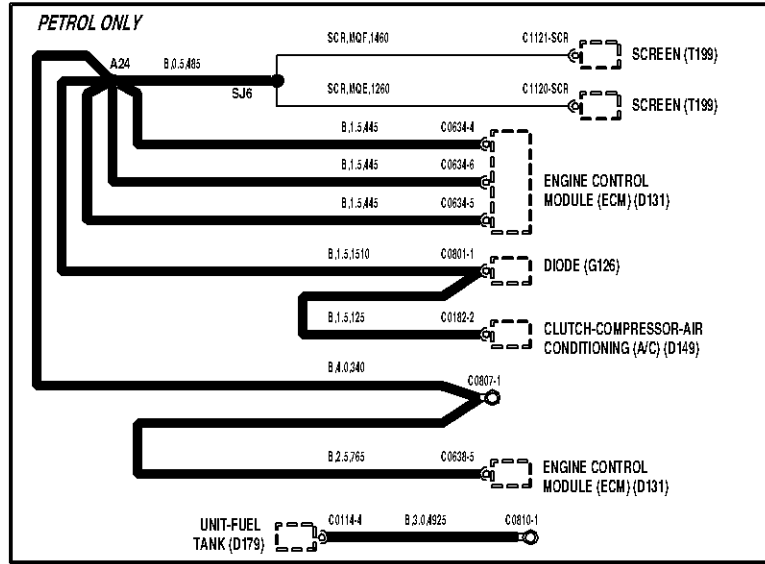 PETROL ONLY
SCR,MQF,1460
C1121-SCR
SCREEN (T199)
A24
B,0.5,485
SJ6
SCR,MQE,1260
C1120-SCR
SCREEN (T199)
B,1.5,445
C0634-4
B,1.5,445
C0634-6
ENGINE CONTROL
MODULE (ECM) (D131)
B,1.5,445
C0634-5
B,1.5,1510
C0801-1
DIODE (G126)
B,1.5,125
C0182-2
CLUTCH-COMPRESSOR-AIR
CONDITIONING (A/C) (D149)
B,4.0,340
C0807-1
B,2.5,765
C0638-5
ENGINE CONTROL
MODULE (ECM) (D131)
UNIT-FUEL
TANK (D179)
C0114-4
B,3.0,4925
C0810-1